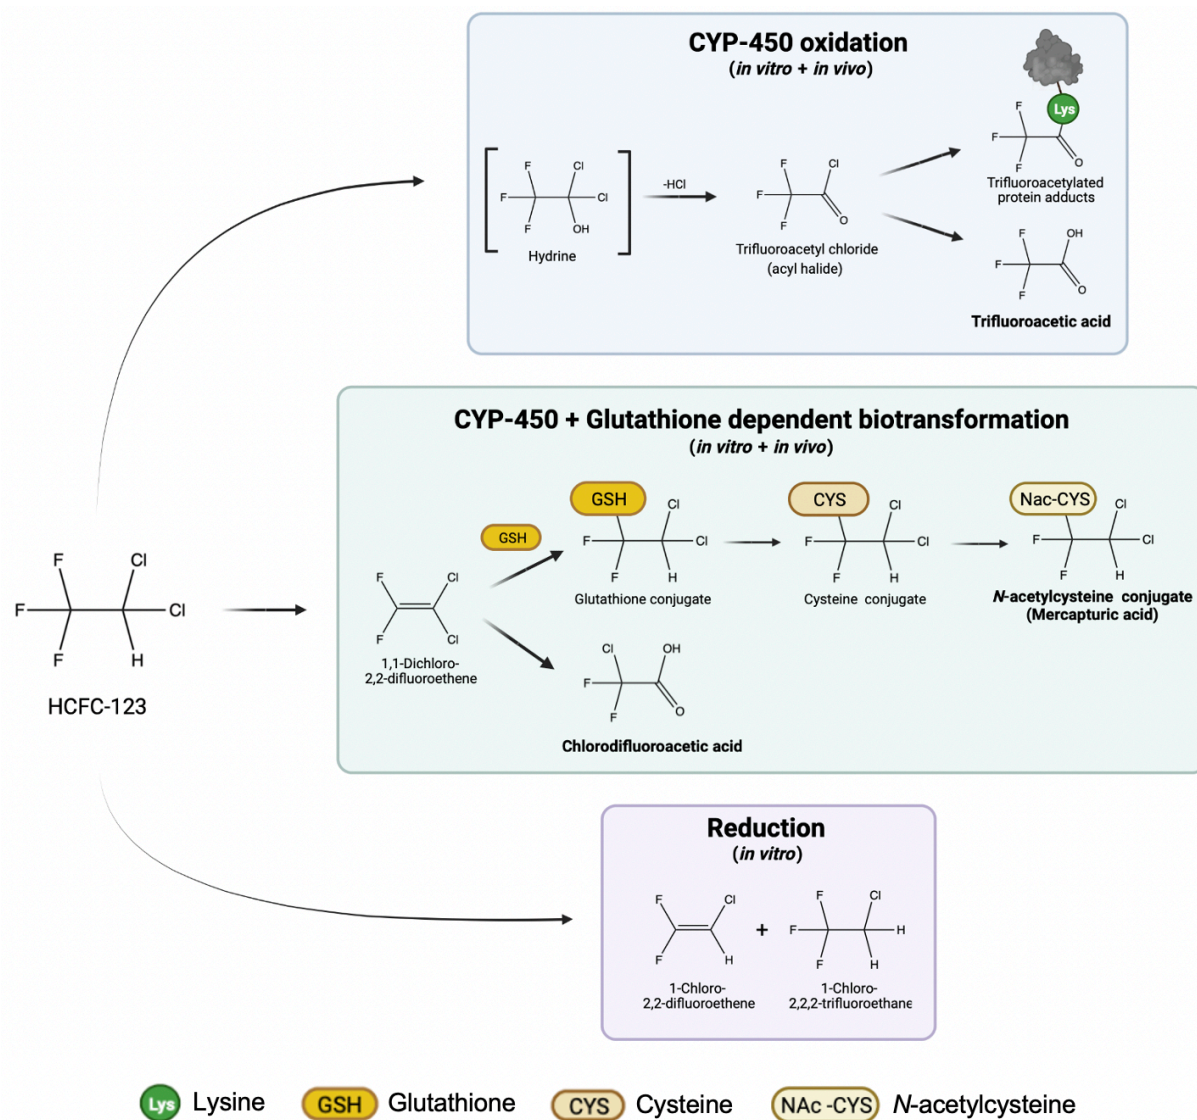 CYP-450 oxidation
(in vitro + in vivo)
Lys
F
F
F
O
Trifluoroacetylated
protein adducts
F
Cl
F
Cl
F
OH
Hydrine
-HCl
F
Cl
F
F
O
Trifluoroacetyl chloride
(acyl halide)
F
OH
F
F
O
Trifluoroacetic acid
CYP-450 + Glutathione dependent biotransformation
(in vitro + in vivo)
GSH
GSH
Cl
F
Cl
F
H
Glutathione conjugate
CYS
Cl
F
Cl
F
H
Cysteine conjugate
Nac-CYS
Cl
F
Cl
F
H
N-acetylcysteine conjugate
(Mercapturic acid)
F
Cl
F
Cl
1,1-Dichloro-
2,2-difluoroethene
Cl
OH
F
F
O
Chlorodifluoroacetic acid
F
Cl
F
Cl
F
H
HCFC-123
Reduction
(in vitro)
F
Cl
F
H
1-Chloro-
2,2-difluoroethene
+
F
Cl
F
H
F
H
1-Chloro-
2,2,2-trifluoroethane
Lys Lysine GSH Glutathione CYS Cysteine NAc -CYS N-acetylcysteine